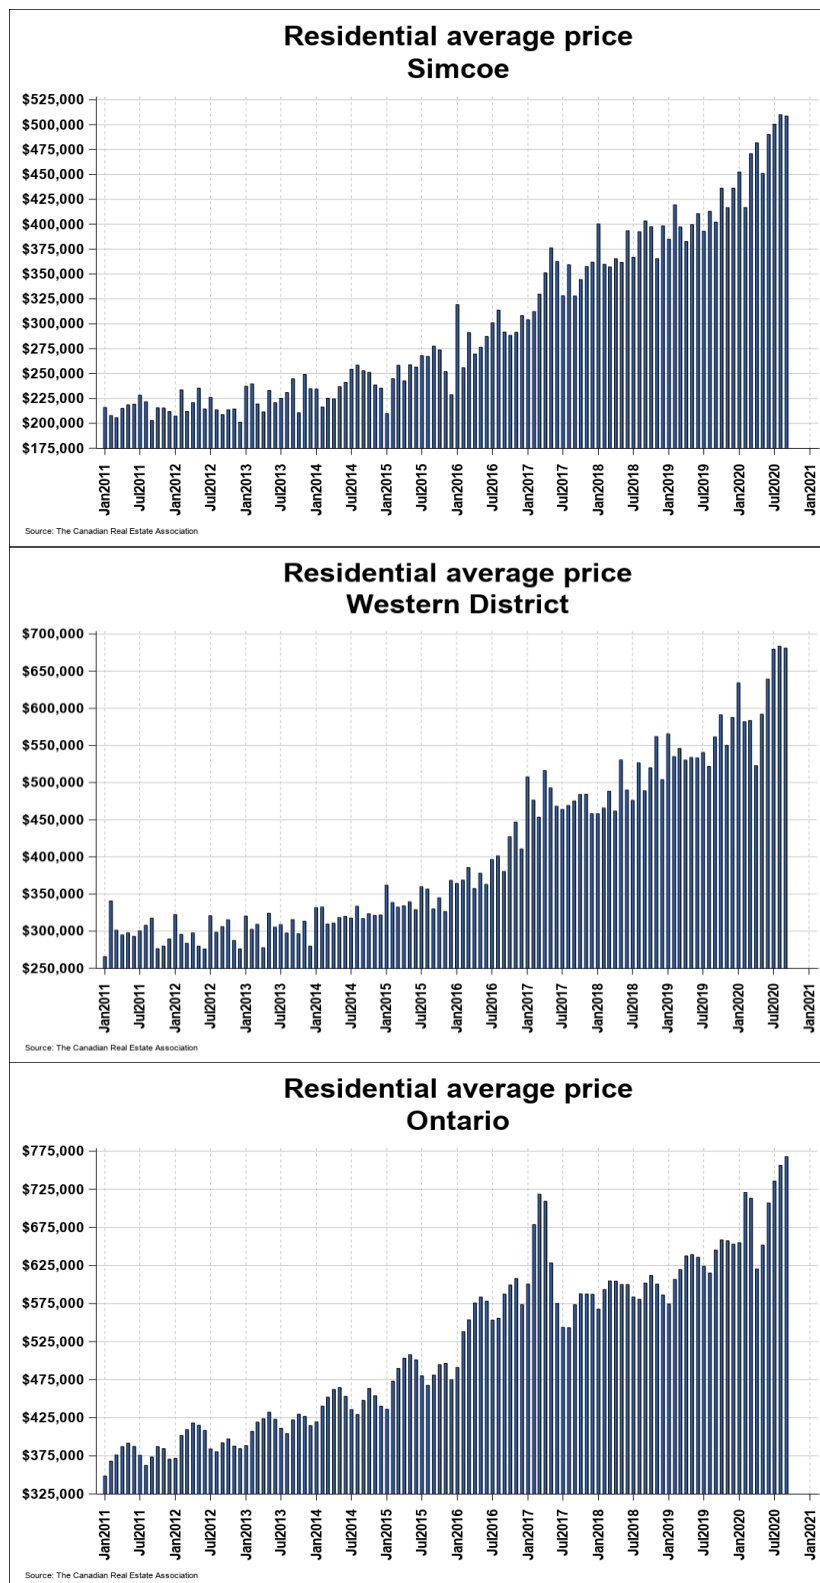 Residential average price
Simcoe
$525,000
$500,000
$475,000
$450,000
$425,000
$400,000
$375,000
$350,000
$325,000
$300,000
$275,000
$250,000
$225,000
$200,000
$175,000
Jan2011
Jul2011
Jan2012
Jul2012
Jan2013
Jul2013
Jan2014
Jul2014
Jan2015
Jul2015
Jan2016
Jul2016
Jan2017
Jul2017
Jan2018
Jul2018
Jan2019
Jul2019
Jan2020
Jul2020
Jan2021
Source: The Canadian Real Estate Association
Residential average price
Western District
$700,000
$650,000
$600,000
$550,000
$500,000
$450,000
$400,000
$350,000
$300,000
$250,000
Jan2011
Jul2011
Jan2012
Jul2012
Jan2013
Jul2013
Jan2014
Jul2014
Jan2015
Jul2015
Jan2016
Jul2016
Jan2017
Jul2017
Jan2018
Jul2018
Jan2019
Jul2019
Jan2020
Jul2020
Jan2021
Source: The Canadian Real Estate Association
Residential average price
Ontario
$775,000
$725,000
$675,000
$625,000
$575,000
$525,000
$475,000
$425,000
$375,000
$325,000
Jan2011
Jul2011
Jan2012
Jul2012
Jan2013
Jul2013
Jan2014
Jul2014
Jan2015
Jul2015
Jan2016
Jul2016
Jan2017
Jul2017
Jan2018
Jul2018
Jan2019
Jul2019
Jan2020
Jul2020
Jan2021
Source: The Canadian Real Estate Association